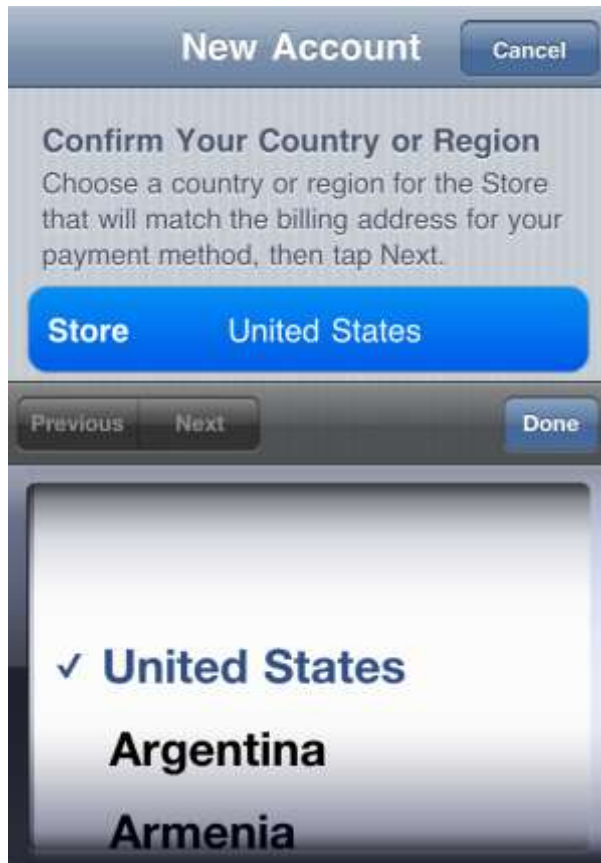 New Account
Cancel
Confirm Your Country or Region
Choose a country or region for the Store
that will match the billing address for your
payment method, then tap Next.
Store United States
Previous Next Done
✓ United States
Argentina
Armenia